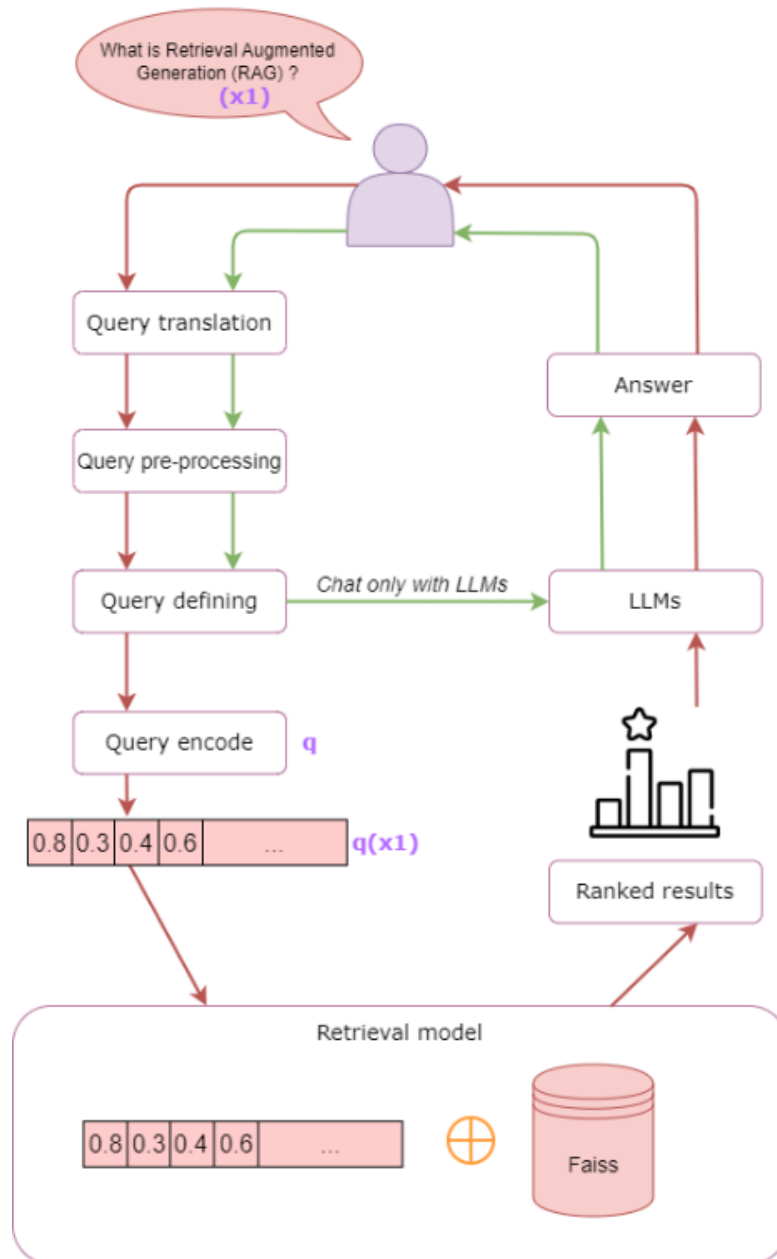 What is Retrieval Augmented
Generation (RAG) ?
(x1)
Query translation
Answer
Query pre-processing
Query defining
Chat only with LLMs
LLMs
Query encode
q
0.8 0.3 0.4 0.6 ...
q(x1)
Ranked results
Retrieval model
0.8 0.3 0.4 0.6 ...
Faiss